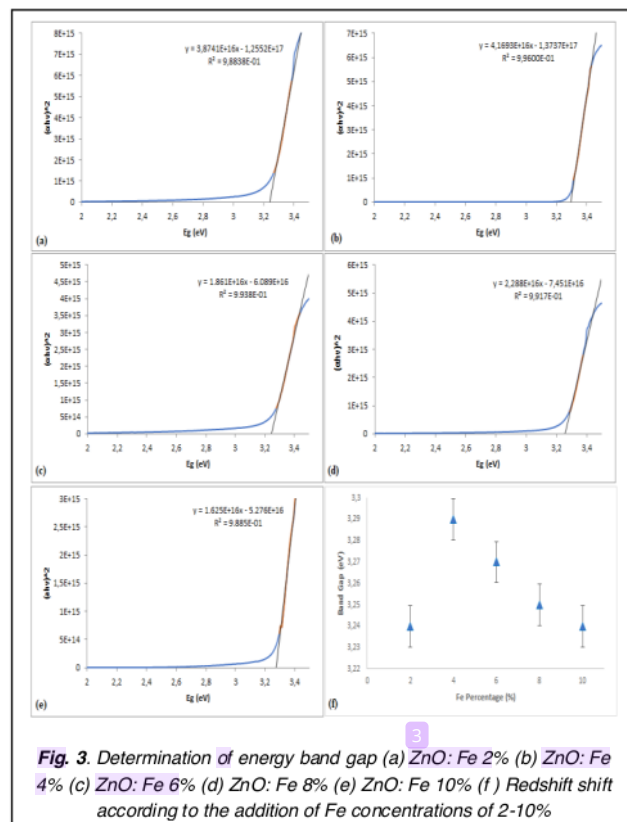 8E+15
7E+15
6E+15
5E+15
4E+15
3E+15
2E+15
1E+15
0
y = 3,8741E+16x - 1,2552E+17
R² = 9,8838E-01
(αhν)^2
2 2,2 2,4 2,6 2,8 3 3,2 3,4
Eg (eV)
(a)
7E+15
6E+15
5E+15
4E+15
3E+15
2E+15
1E+15
0
y = 4,1693E+16x - 1,3737E+17
R² = 9,9600E-01
(αhν)^2
2 2,2 2,4 2,6 2,8 3 3,2 3,4
Eg (eV)
(b)
5E+15
4,5E+15
4E+15
3,5E+15
3E+15
2,5E+15
2E+15
1,5E+15
1E+15
5E+14
0
y = 1.861E+16x - 6.089E+16
R² = 9.938E-01
(αhν)^2
2 2,2 2,4 2,6 2,8 3 3,2 3,4
Eg (eV)
(c)
6E+15
5E+15
4E+15
3E+15
2E+15
1E+15
0
y = 2,288E+16x - 7,451E+16
R² = 9,917E-01
(αhν)^2
2 2,2 2,4 2,6 2,8 3 3,2 3,4
Eg (eV)
(d)
3E+15
2,5E+15
2E+15
1,5E+15
1E+15
5E+14
0
y = 1.625E+16x - 5.276E+16
R² = 9.885E-01
(αhν)^2
2 2,2 2,4 2,6 2,8 3 3,2 3,4
Eg (eV)
(e)
3,3
3,29
3,28
3,27
3,26
3,25
3,24
3,23
3,22
Band Gap (eV)
0 2 4 6 8 10
Fe Percentage (%)
(f)
3
Fig. 3. Determination of energy band gap (a) ZnO: Fe 2% (b) ZnO: Fe
4% (c) ZnO: Fe 6% (d) ZnO: Fe 8% (e) ZnO: Fe 10% (f ) Redshift shift
according to the addition of Fe concentrations of 2-10%